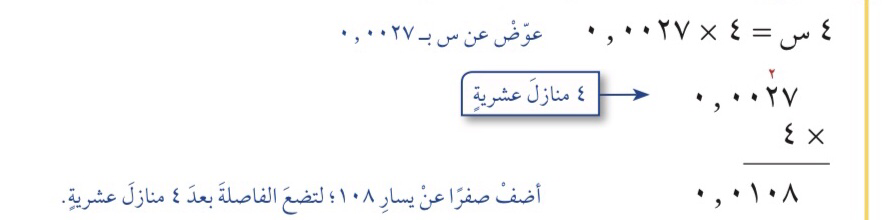 ٤ س = ٤ × ٠,٠٠٢٧ عوّضْ عن س بـ ٠,٠٠٢٧
٢
٠,٠٠٢٧ ٤ منازلَ عشريةٍ
× ٤
٠,٠١٠٨ أضفْ صفرًا عنْ يسارِ ١٠٨؛ لتضعَ الفاصلةَ بعدَ ٤ منازلَ عشريةٍ.